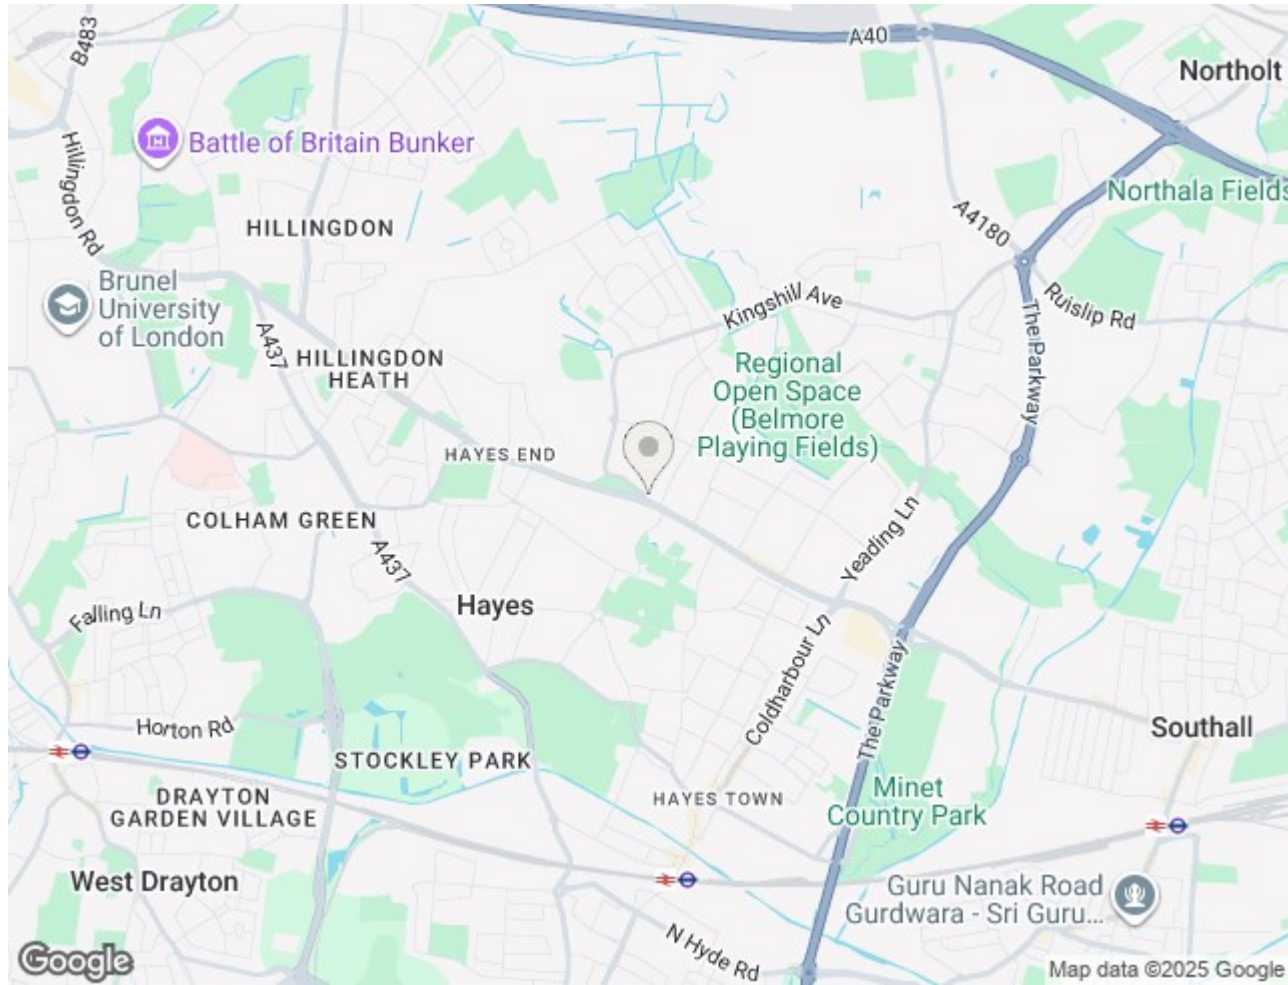 B483
A40
Northolt
Battle of Britain Bunker
Hillingdon Rd
Northala Fields
HILLINGDON
A4180
Brunel
University
of London
Kingshill Ave
Ruislip Rd
A437
The Parkway
HILLINGDON
HEATH
Regional
Open Space
(Belmore
Playing Fields)
HAYES END
COLHAM GREEN
Yeading Ln
A437
Falling Ln
Hayes
Coldharbour Ln
The Parkway
Horton Rd
Southall
STOCKLEY PARK
DRAYTON
GARDEN VILLAGE
HAYES TOWN
Minet
Country Park
West Drayton
Guru Nanak Road
Gurdwara - Sri Guru...
N Hyde Rd
Google
Map data ©2025 Google